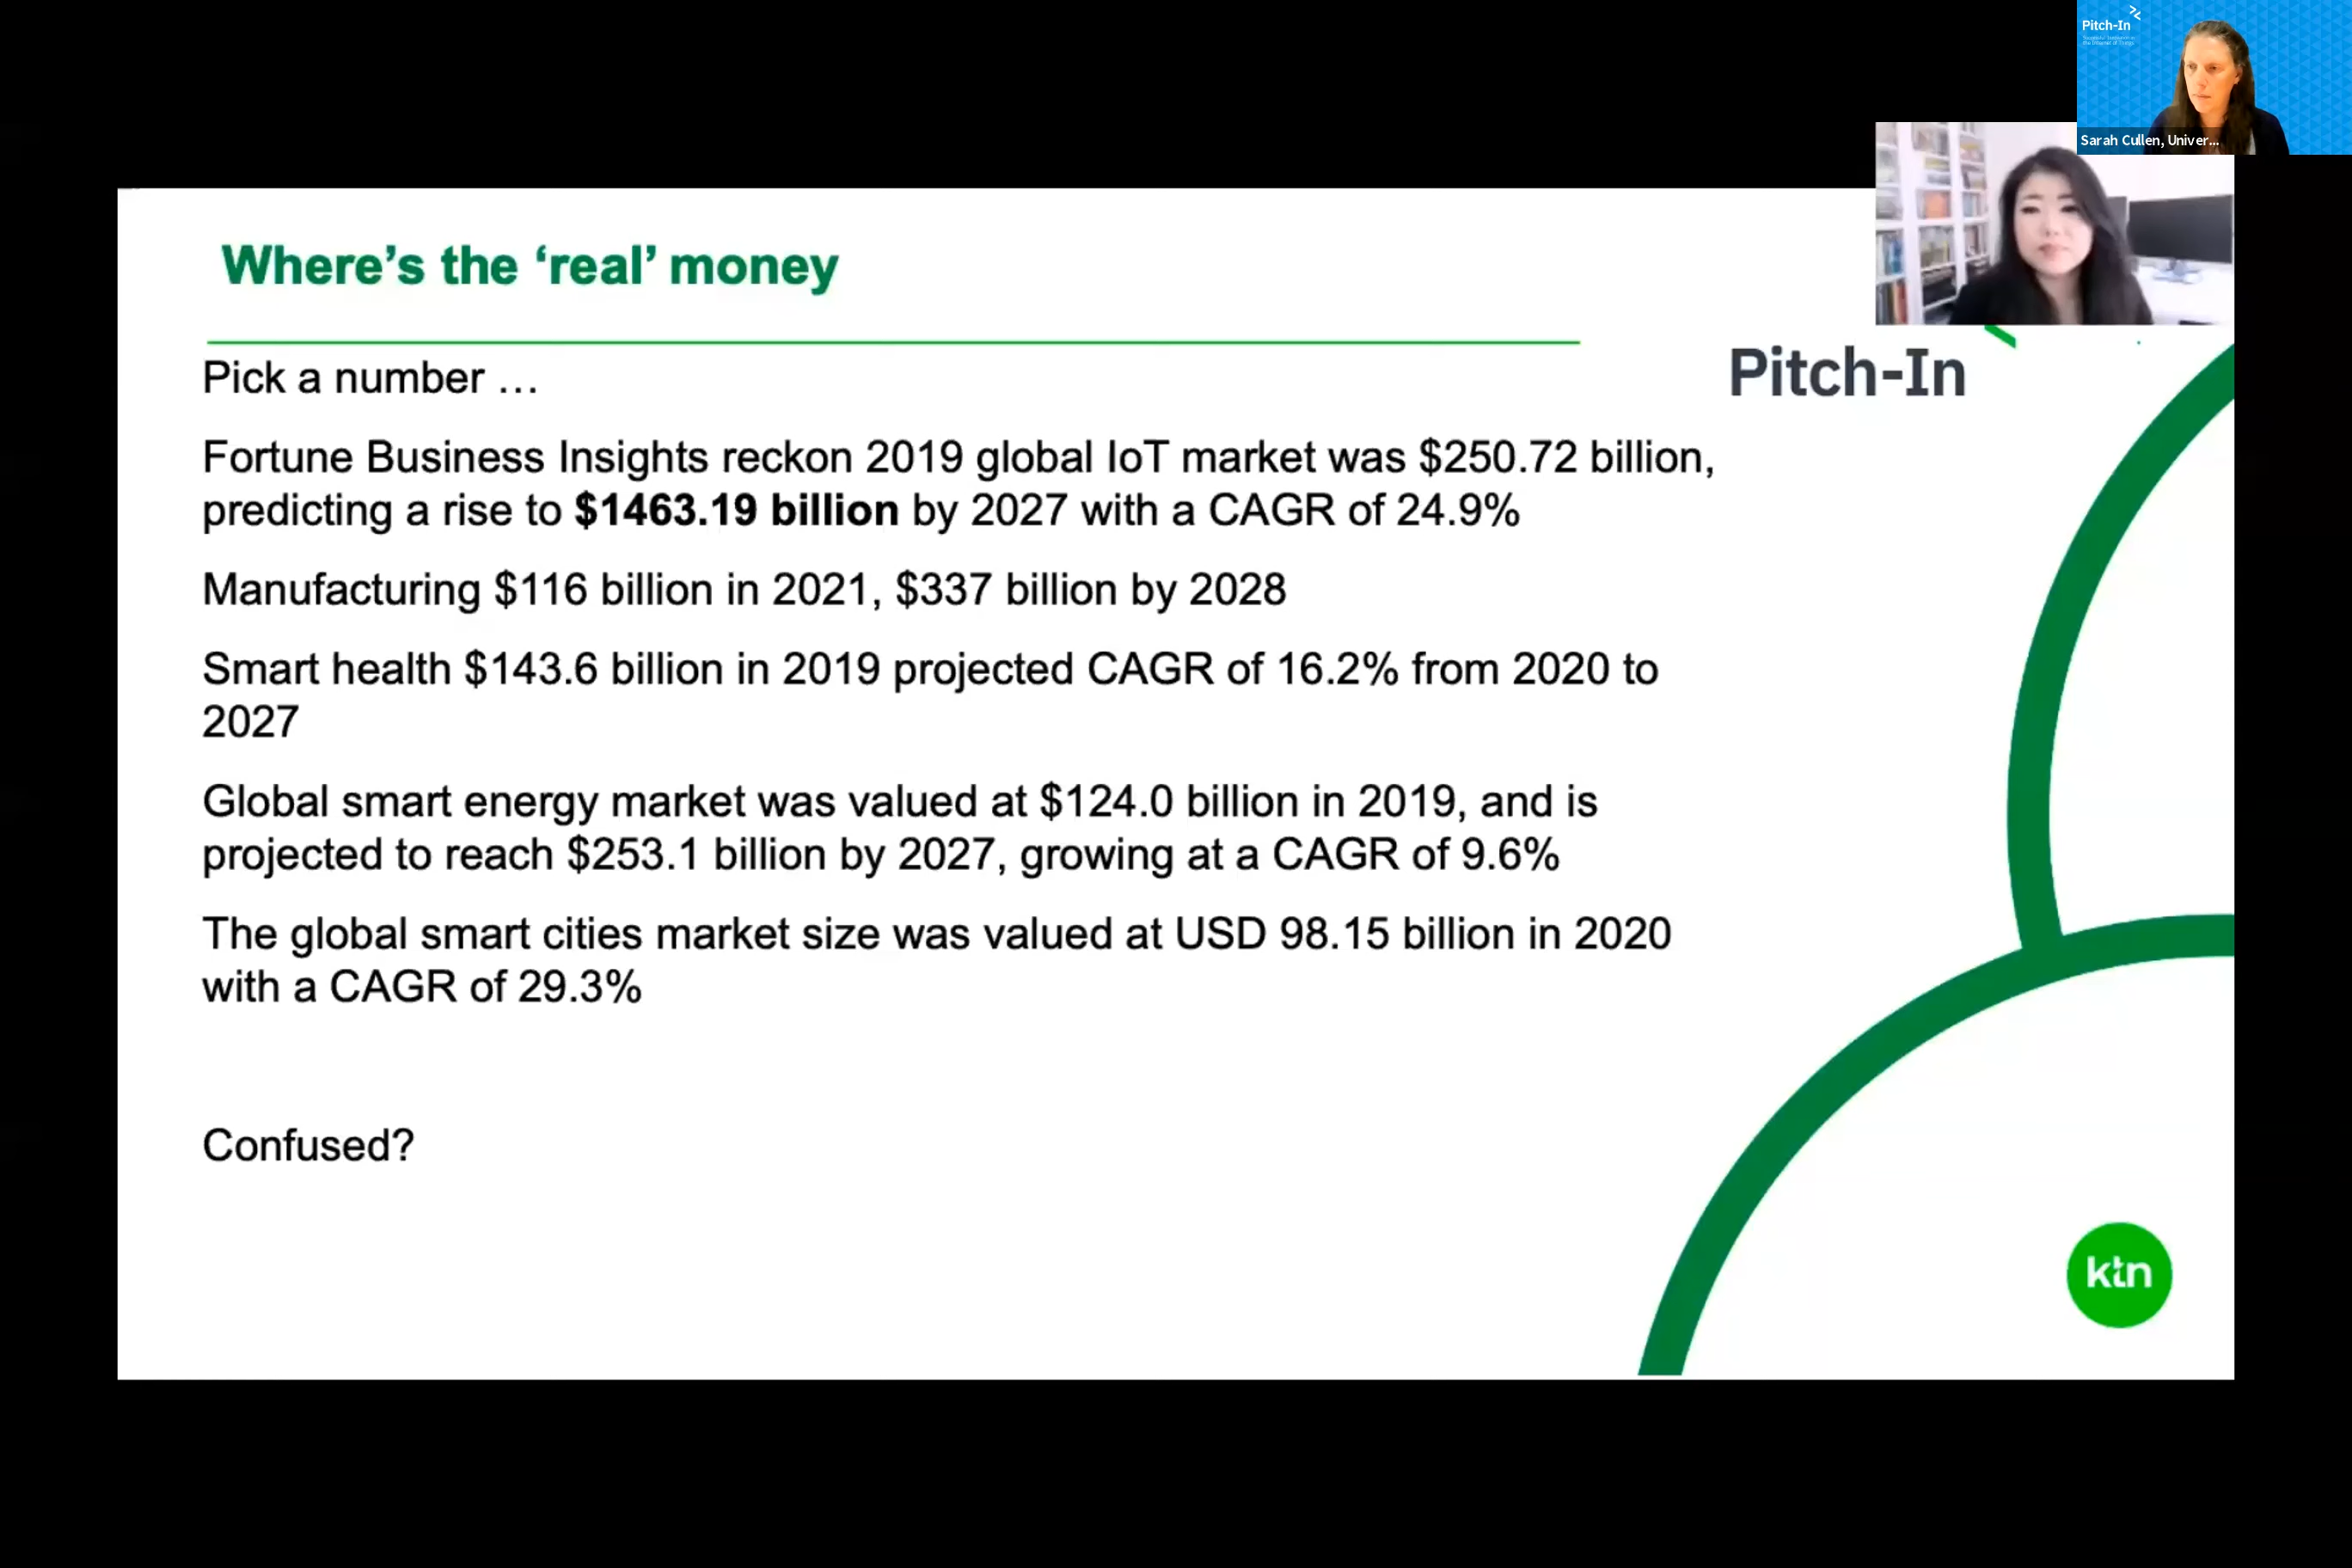 Pitch-In
Sarah Cullen, Univer...
Where’s the ‘real’ money
Pitch-In
Pick a number …
Fortune Business Insights reckon 2019 global IoT market was $250.72 billion,
predicting a rise to $1463.19 billion by 2027 with a CAGR of 24.9%
Manufacturing $116 billion in 2021, $337 billion by 2028
Smart health $143.6 billion in 2019 projected CAGR of 16.2% from 2020 to
2027
Global smart energy market was valued at $124.0 billion in 2019, and is
projected to reach $253.1 billion by 2027, growing at a CAGR of 9.6%
The global smart cities market size was valued at USD 98.15 billion in 2020
with a CAGR of 29.3%
Confused?
ktn